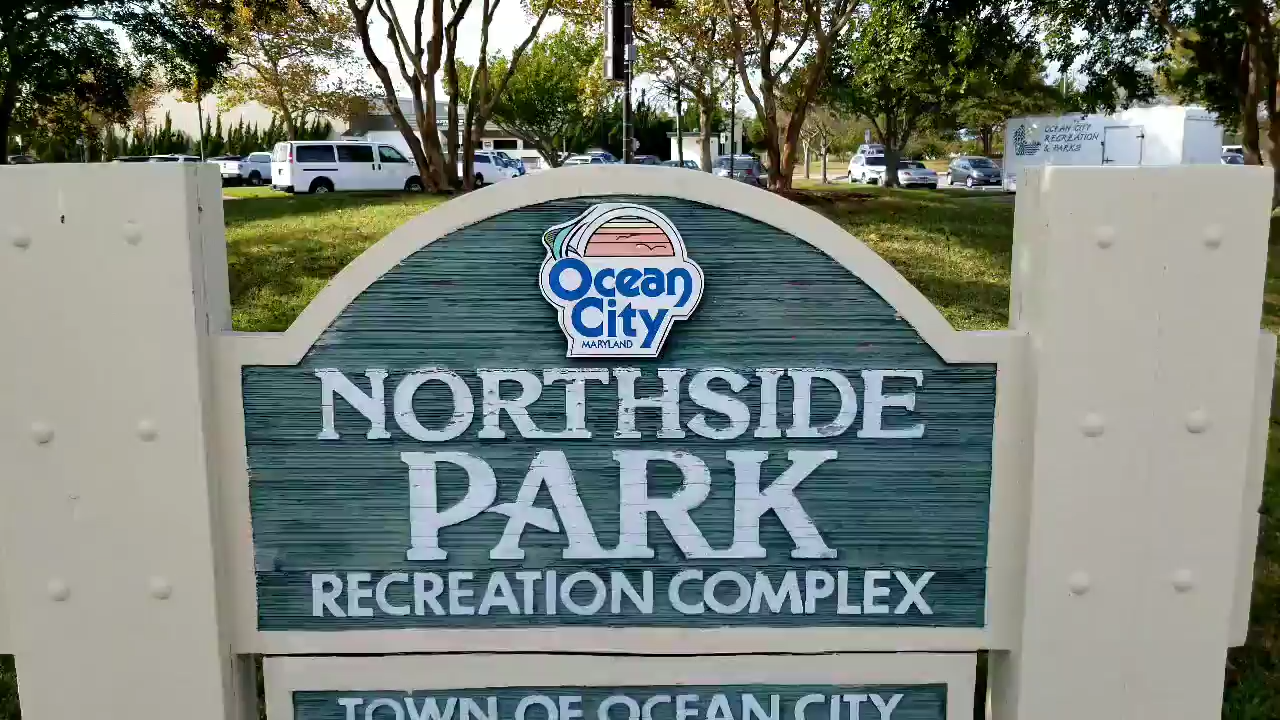 OCEAN CITY
RECREATION
& PARKS
Ocean
City
MARYLAND
NORTHSIDE
PARK
RECREATION COMPLEX
TOWN OF OCEAN CITY